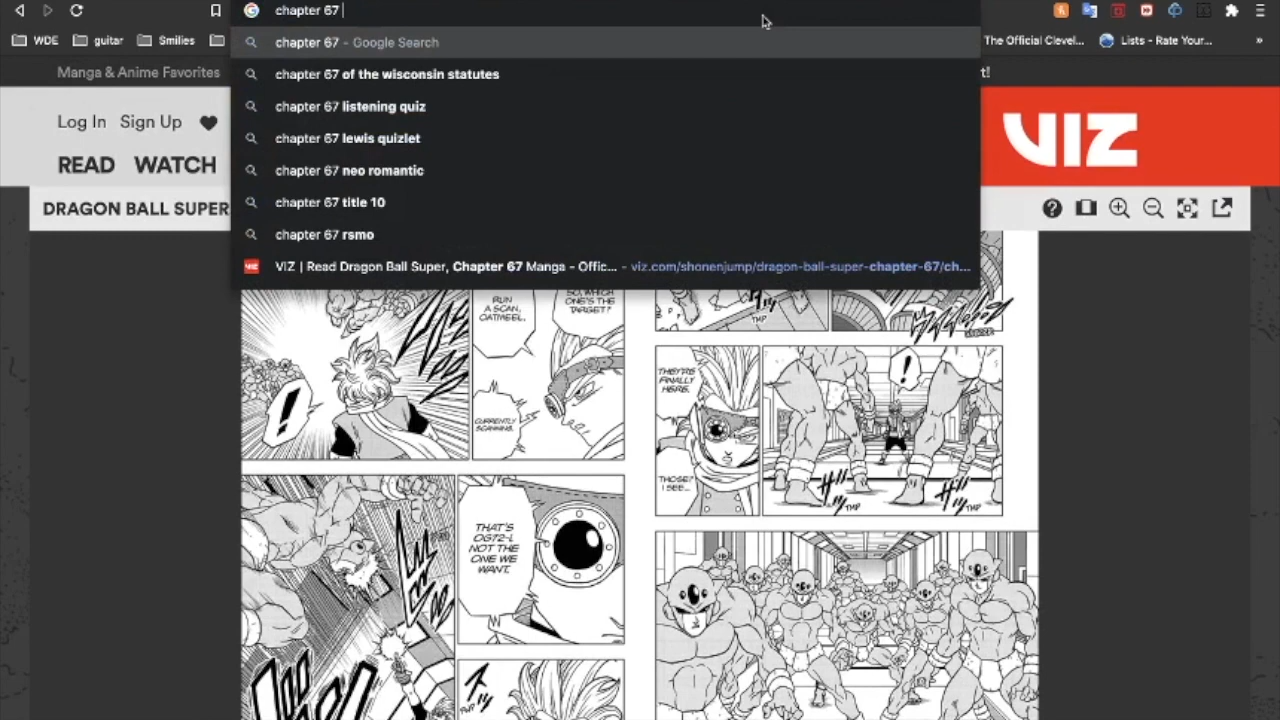 chapter 67
WDE guitar Smilies The Official Clevel... Lists - Rate Your... »
chapter 67 - Google Search
chapter 67 of the wisconsin statutes
chapter 67 listening quiz
chapter 67 lewis quizlet
chapter 67 neo romantic
chapter 67 title 10
chapter 67 rsmo
VIZ | Read Dragon Ball Super, Chapter 67 Manga - Offic... - viz.com/shonenjump/dragon-ball-super-chapter-67/ch...
Manga & Anime Favorites
t!
Log In Sign Up
READ WATCH
VIZ
DRAGON BALL SUPER
RUN
A SCAN,
OATMEEL.
SO, WHICH
ONE'S THE
TARGET?
CURRENTLY
SCANNING.
!
THAT'S
OG72-I.
NOT THE
ONE WE
WANT.
TMP
THEY'RE
FINALLY
HERE.
THOSE?
I SEE...
!
TMP
TMP